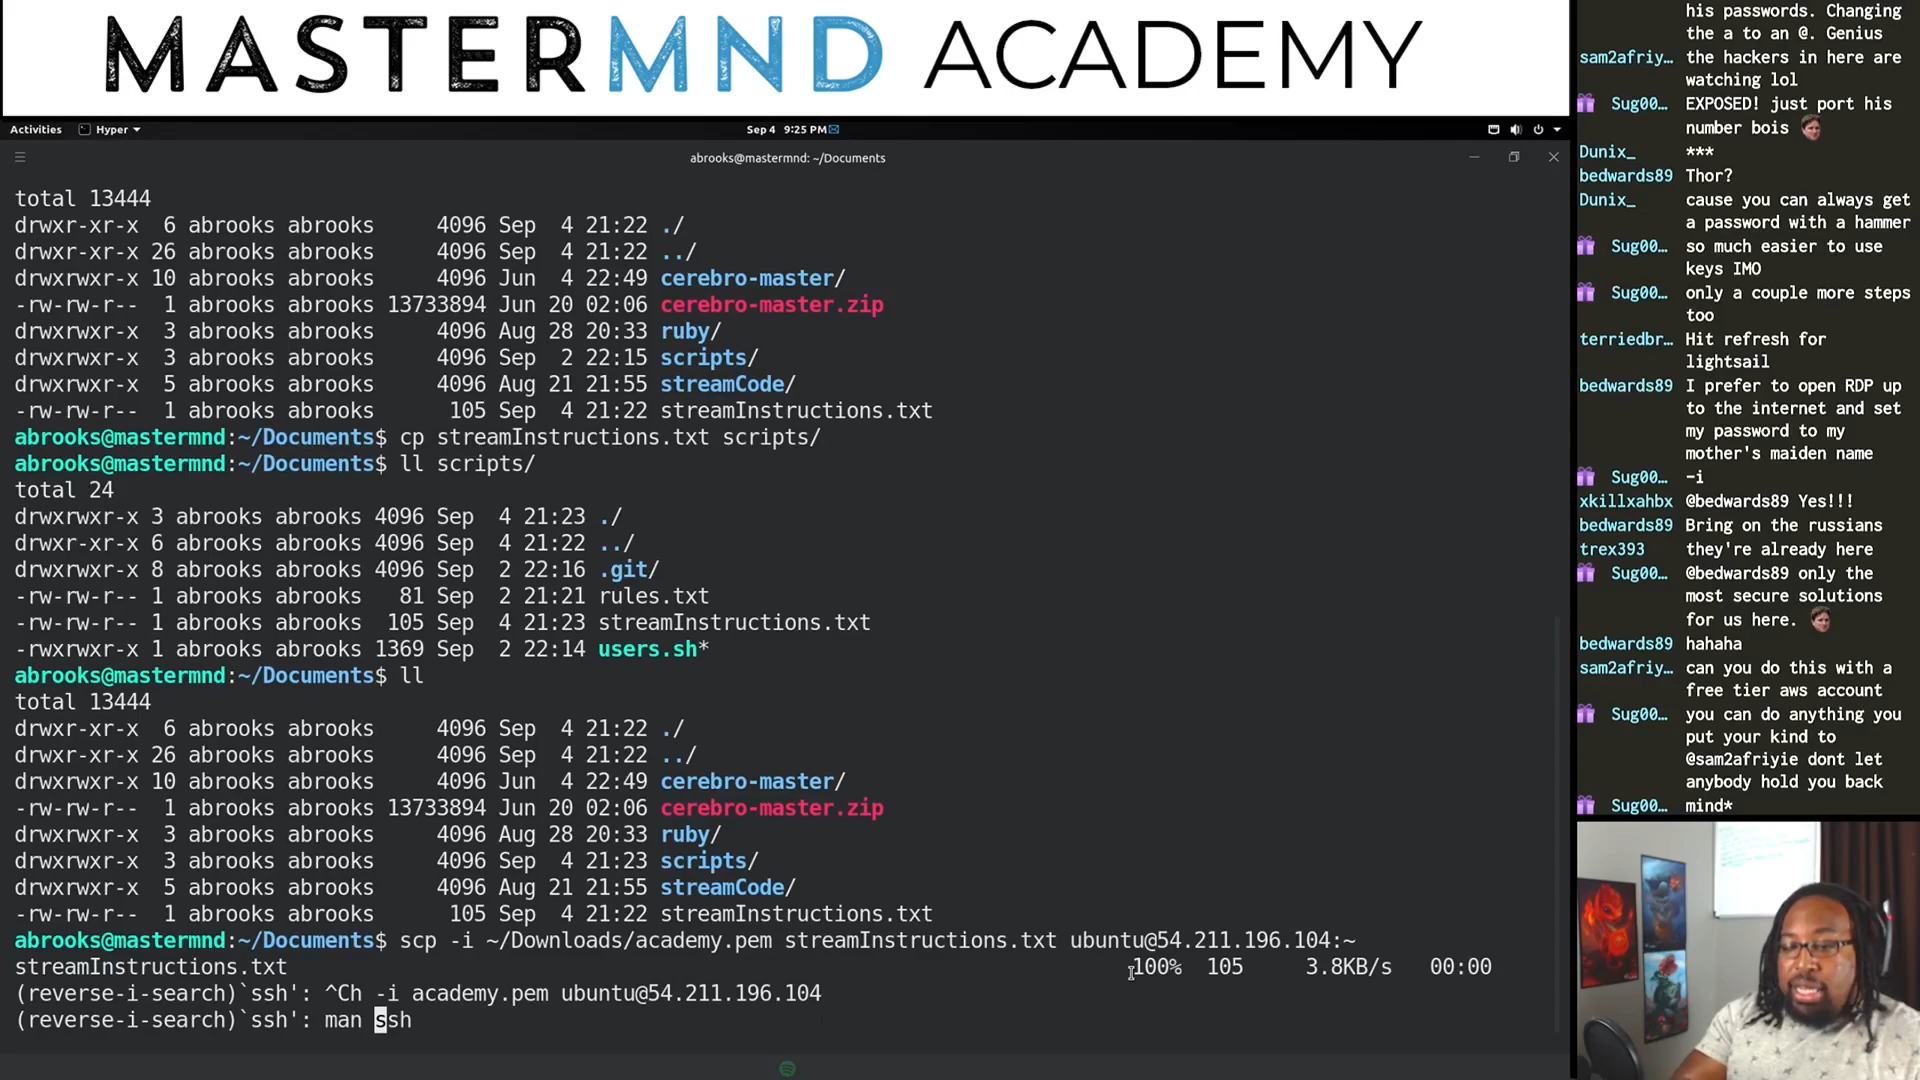 MASTERMND ACADEMY
Activities Hyper Sep 4 9:25 PM
abrooks@mastermnd: ~/Documents
total 13444
drwxr-xr-x 6 abrooks abrooks 4096 Sep 4 21:22 ./
drwxr-xr-x 26 abrooks abrooks 4096 Sep 4 21:22 ../
drwxrwxr-x 10 abrooks abrooks 4096 Jun 4 22:49 cerebro-master/
-rw-rw-r-- 1 abrooks abrooks 13733894 Jun 20 02:06 cerebro-master.zip
drwxrwxr-x 3 abrooks abrooks 4096 Aug 28 20:33 ruby/
drwxrwxr-x 3 abrooks abrooks 4096 Sep 2 22:15 scripts/
drwxrwxr-x 5 abrooks abrooks 4096 Aug 21 21:55 streamCode/
-rw-rw-r-- 1 abrooks abrooks 105 Sep 4 21:22 streamInstructions.txt
abrooks@mastermnd:~/Documents$ cp streamInstructions.txt scripts/
abrooks@mastermnd:~/Documents$ ll scripts/
total 24
drwxrwxr-x 3 abrooks abrooks 4096 Sep 4 21:23 ./
drwxr-xr-x 6 abrooks abrooks 4096 Sep 4 21:22 ../
drwxrwxr-x 8 abrooks abrooks 4096 Sep 2 22:16 .git/
-rw-rw-r-- 1 abrooks abrooks 81 Sep 2 21:21 rules.txt
-rw-rw-r-- 1 abrooks abrooks 105 Sep 4 21:23 streamInstructions.txt
-rwxrwxr-x 1 abrooks abrooks 1369 Sep 2 22:14 users.sh*
abrooks@mastermnd:~/Documents$ ll
total 13444
drwxr-xr-x 6 abrooks abrooks 4096 Sep 4 21:22 ./
drwxr-xr-x 26 abrooks abrooks 4096 Sep 4 21:22 ../
drwxrwxr-x 10 abrooks abrooks 4096 Jun 4 22:49 cerebro-master/
-rw-rw-r-- 1 abrooks abrooks 13733894 Jun 20 02:06 cerebro-master.zip
drwxrwxr-x 3 abrooks abrooks 4096 Aug 28 20:33 ruby/
drwxrwxr-x 3 abrooks abrooks 4096 Sep 4 21:23 scripts/
drwxrwxr-x 5 abrooks abrooks 4096 Aug 21 21:55 streamCode/
-rw-rw-r-- 1 abrooks abrooks 105 Sep 4 21:22 streamInstructions.txt
abrooks@mastermnd:~/Documents$ scp -i ~/Downloads/academy.pem streamInstructions.txt ubuntu@54.211.196.104:~
streamInstructions.txt 100% 105 3.8KB/s 00:00
(reverse-i-search)`ssh': ^Ch -i academy.pem ubuntu@54.211.196.104
(reverse-i-search)`ssh': man ssh
his passwords. Changing
the a to an @. Genius
sam2afriy… the hackers in here are
watching lol
Sug00… EXPOSED! just port his
number bois
Dunix_ ***
bedwards89 Thor?
Dunix_ cause you can always get
a password with a hammer
Sug00… so much easier to use
keys IMO
Sug00… only a couple more steps
too
terriedbr… Hit refresh for
lightsail
bedwards89 I prefer to open RDP up
to the internet and set
my password to my
mother's maiden name
Sug00… -i
xkillxahbx @bedwards89 Yes!!!
bedwards89 Bring on the russians
trex393 they're already here
Sug00… @bedwards89 only the
most secure solutions
for us here.
bedwards89 hahaha
sam2afriy… can you do this with a
free tier aws account
Sug00… you can do anything you
put your kind to
@sam2afriyie dont let
anybody hold you back
Sug00… mind*